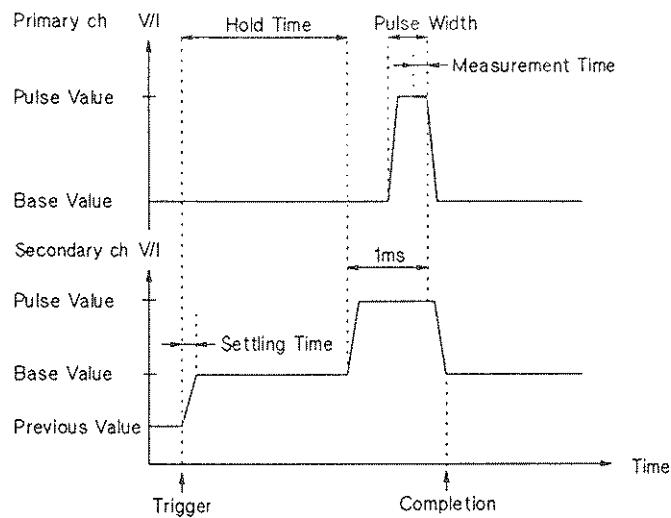 Primary ch V/I
Hold Time
Pulse Width
Measurement Time
Pulse Value
Base Value
Secondary ch V/I
1ms
Pulse Value
Settling Time
Base Value
Previous Value
Time
Trigger
Completion